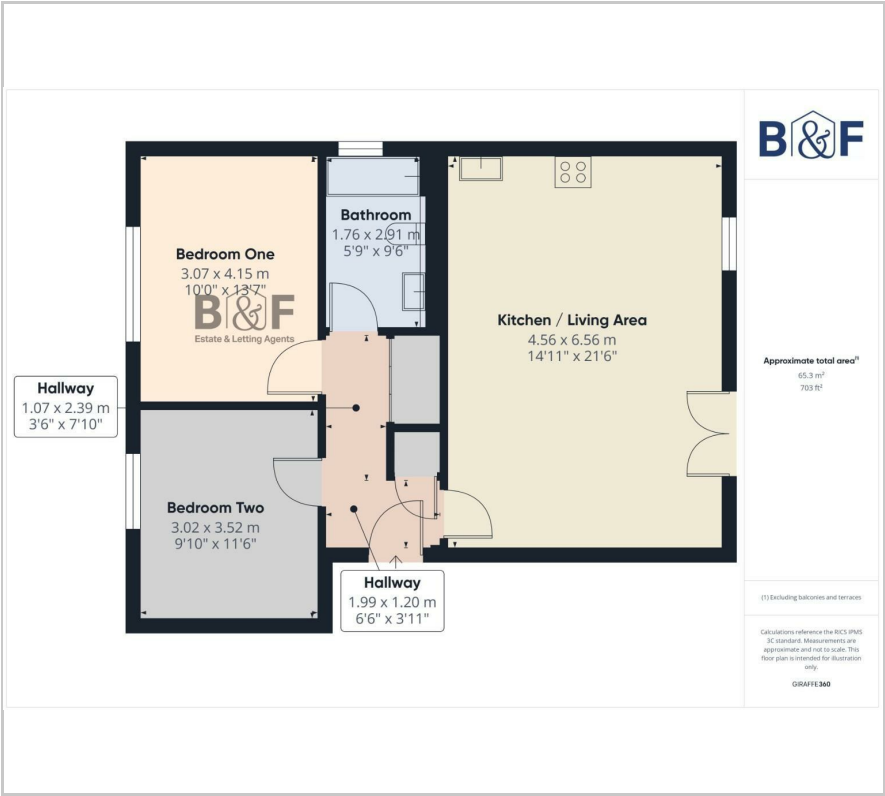 B&F
Bedroom One
3.07 x 4.15 m
10'0" x 13'7"
B&F
Estate & Letting Agents
Bathroom
1.76 x 2.91 m
5'9" x 9'6"
Kitchen / Living Area
4.56 x 6.56 m
14'11" x 21'6"
Hallway
1.07 x 2.39 m
3'6" x 7'10"
Bedroom Two
3.02 x 3.52 m
9'10" x 11'6"
Hallway
1.99 x 1.20 m
6'6" x 3'11"
Approximate total area⁽¹⁾
65.3 m²
703 ft²
(1) Excluding balconies and terraces
Calculations reference the RICS IPMS
3C standard. Measurements are
approximate and not to scale. This
floor plan is intended for illustration
only.
GIRAFFE360